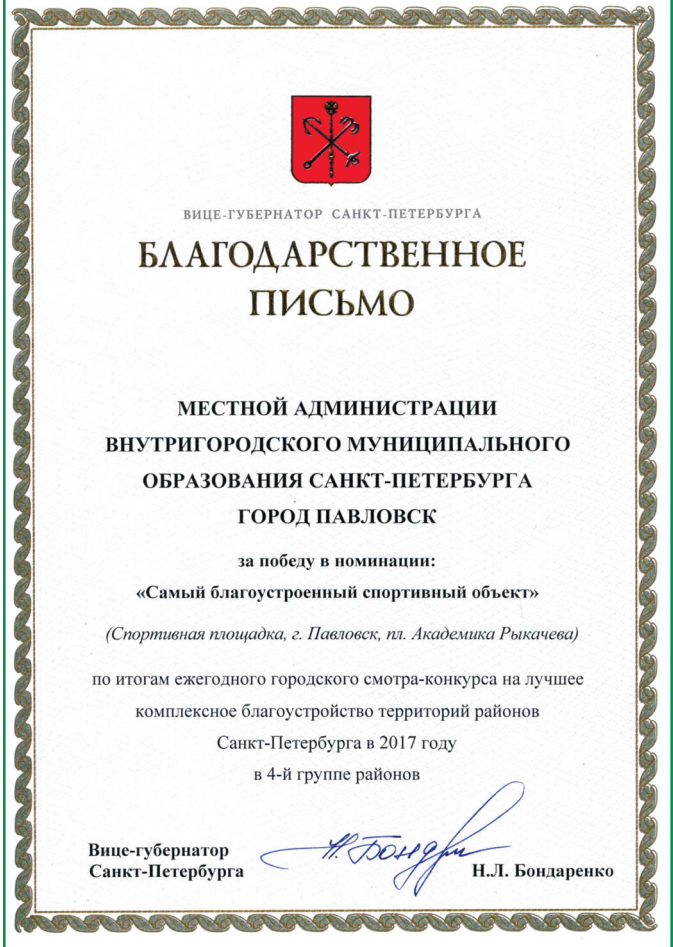 ВИЦЕ-ГУБЕРНАТОР САНКТ-ПЕТЕРБУРГА
БЛАГОДАРСТВЕННОЕ
ПИСЬМО
МЕСТНОЙ АДМИНИСТРАЦИИ
ВНУТРИГОРОДСКОГО МУНИЦИПАЛЬНОГО
ОБРАЗОВАНИЯ САНКТ-ПЕТЕРБУРГА
ГОРОД ПАВЛОВСК
за победу в номинации:
«Самый благоустроенный спортивный объект»
(Спортивная площадка, г. Павловск, пл. Академика Рыкачева)
по итогам ежегодного городского смотра-конкурса на лучшее
комплексное благоустройство территорий районов
Санкт-Петербурга в 2017 году
в 4-й группе районов
Вице-губернатор
Санкт-Петербурга
Н.Л. Бондаренко